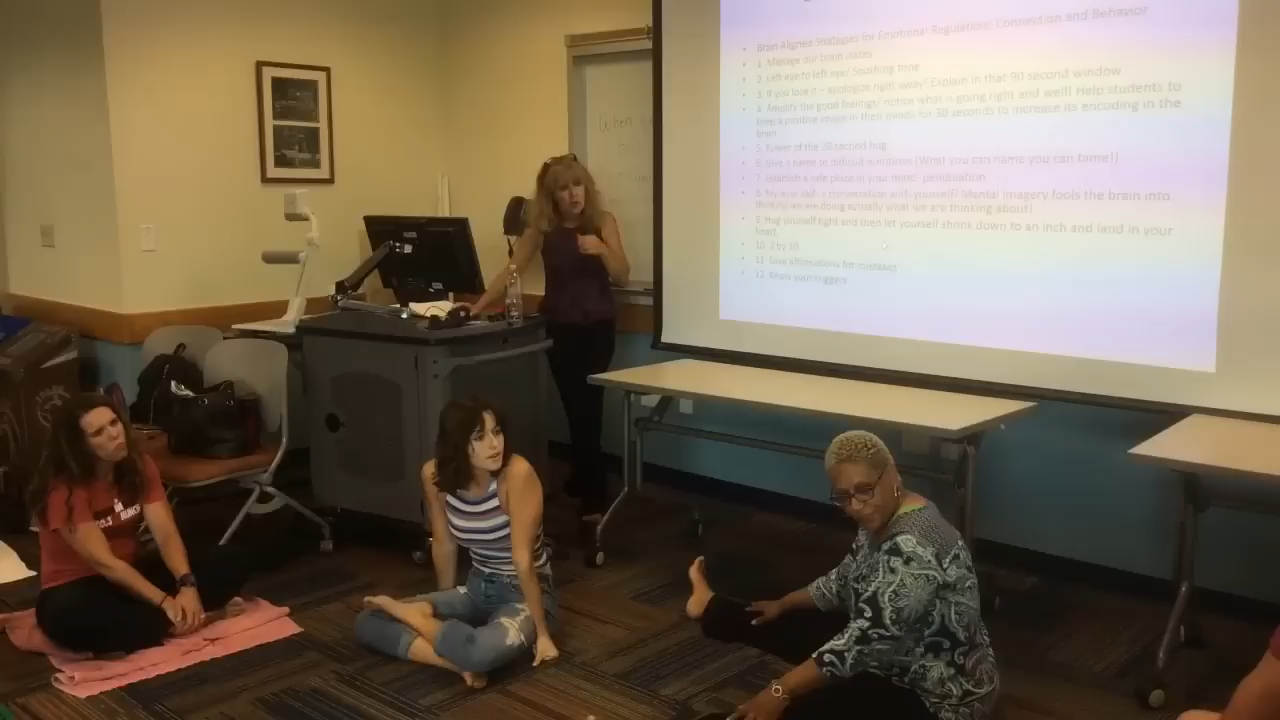 Brain Aligned Strategies for Emotional Regulation/ Connection and Behavior
1. Manage our brain states
2. Left eye to left eye/ Soothing tone
3. If you lose it – apologize right away! Explain in that 90 second window
4. Amplify the good feelings/ notice what is going right and well! Help students to
keep a positive image in their minds for 30 seconds to increase its encoding in the
brain
5. Power of the 20 second hug
6. Give a name to difficult emotions (What you can name you can tame!)
7. Establish a safe place in your mind-
8. conversation with yourself! Mental imagery fools the brain into
thinking we are doing actually what we are thinking about!
9. Hug yourself tight and then let yourself shrink down to an inch and land in your
heart.
10. 2 by 10
11. Give affirmations for mistakes
12. Know your triggers
When